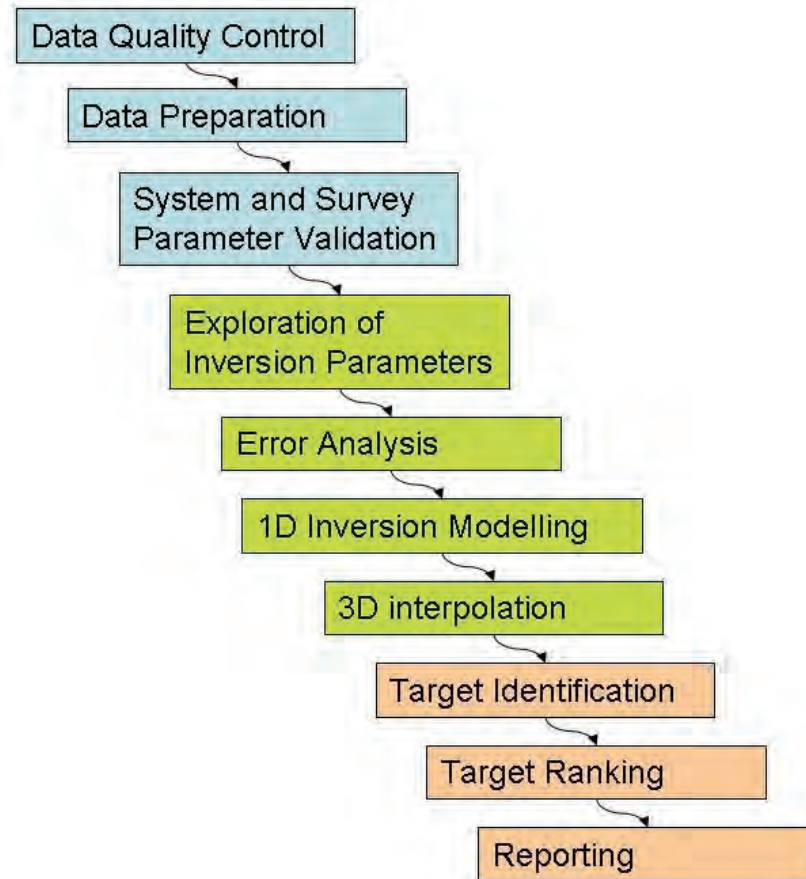 Data Quality Control
Data Preparation
System and Survey
Parameter Validation
Exploration of
Inversion Parameters
Error Analysis
1D Inversion Modelling
3D interpolation
Target Identification
Target Ranking
Reporting